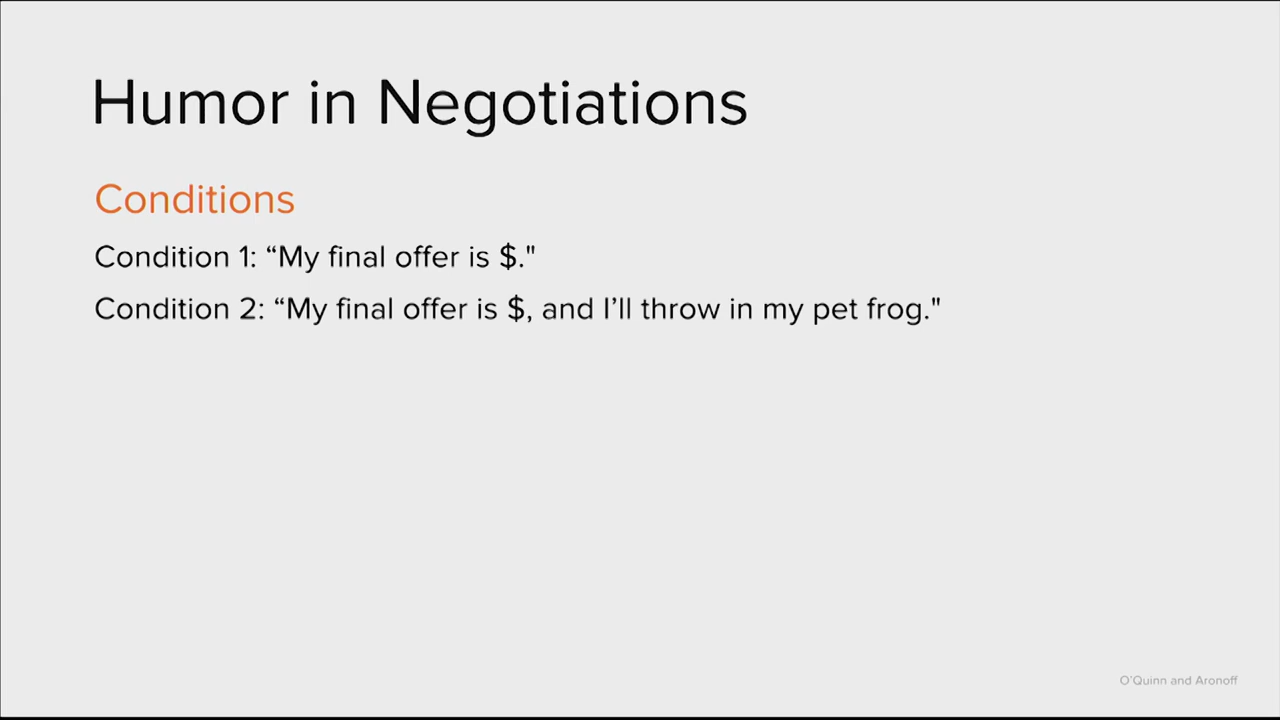 Humor in Negotiations
Conditions
Condition 1: “My final offer is $."
Condition 2: “My final offer is $, and I’ll throw in my pet frog."
O’Quinn and Aronoff